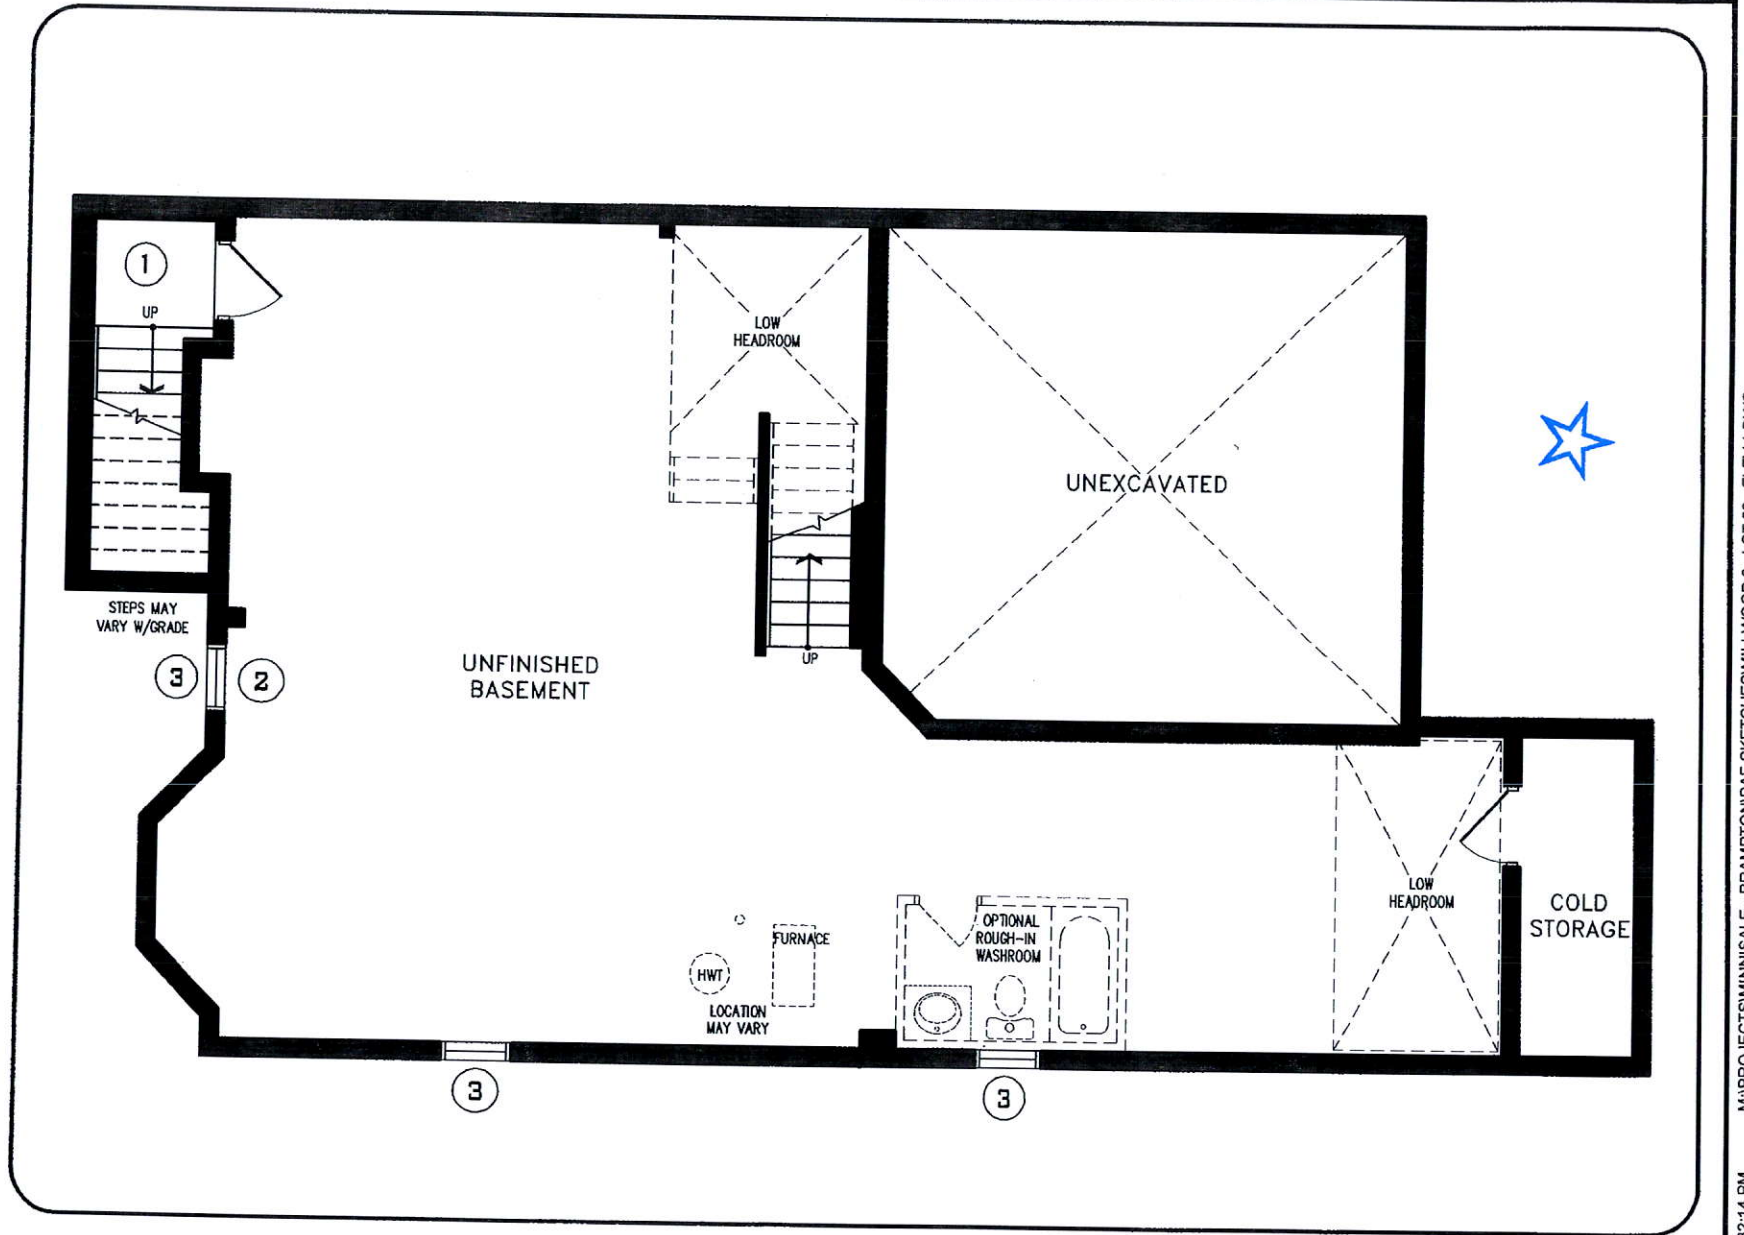 1
UP
LOW
HEADROOM
UNEXCAVATED
STEPS MAY
VARY W/GRADE
3
2
UNFINISHED
BASEMENT
UP
LOW
HEADROOM
COLD
STORAGE
OPTIONAL
ROUGH-IN
WASHROOM
FURNACE
HWT
LOCATION
MAY VARY
3
3